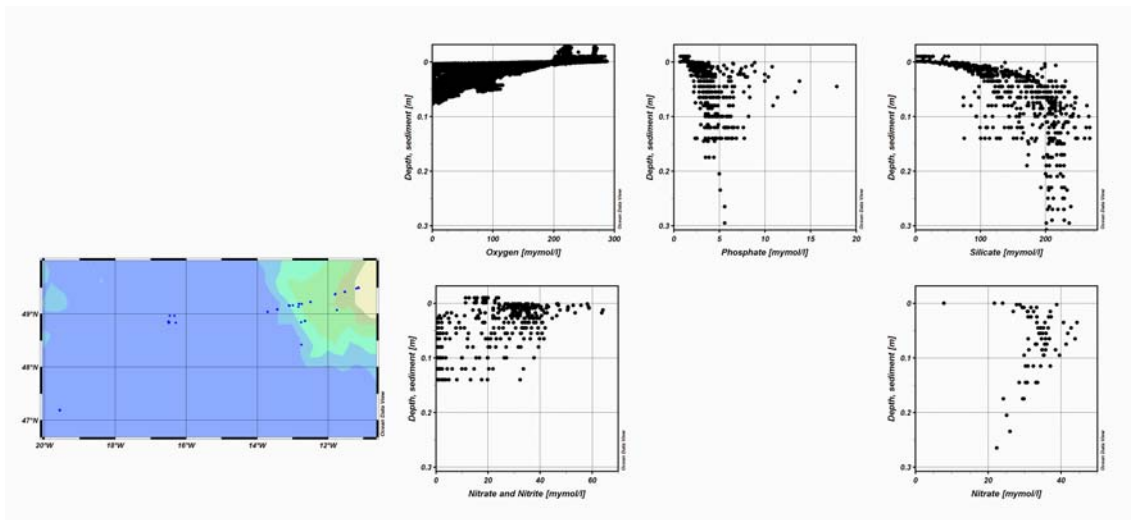 0
0.1
0.2
0.3
Depth, sediment [m]
0 100 200 300
Oxygen [mymol/l]
Ocean Data View
0
0.1
0.2
0.3
Depth, sediment [m]
0 5 10 15 20
Phosphate [mymol/l]
Ocean Data View
0
0.1
0.2
0.3
Depth, sediment [m]
0 100 200
Silicate [mymol/l]
Ocean Data View
49°N
48°N
47°N
20°W 18°W 16°W 14°W 12°W
Ocean Data View
0
0.1
0.2
0.3
Depth, sediment [m]
0 20 40 60
Nitrate and Nitrite [mymol/l]
Ocean Data View
0
0.1
0.2
0.3
Depth, sediment [m]
0 20 40
Nitrate [mymol/l]
Ocean Data View